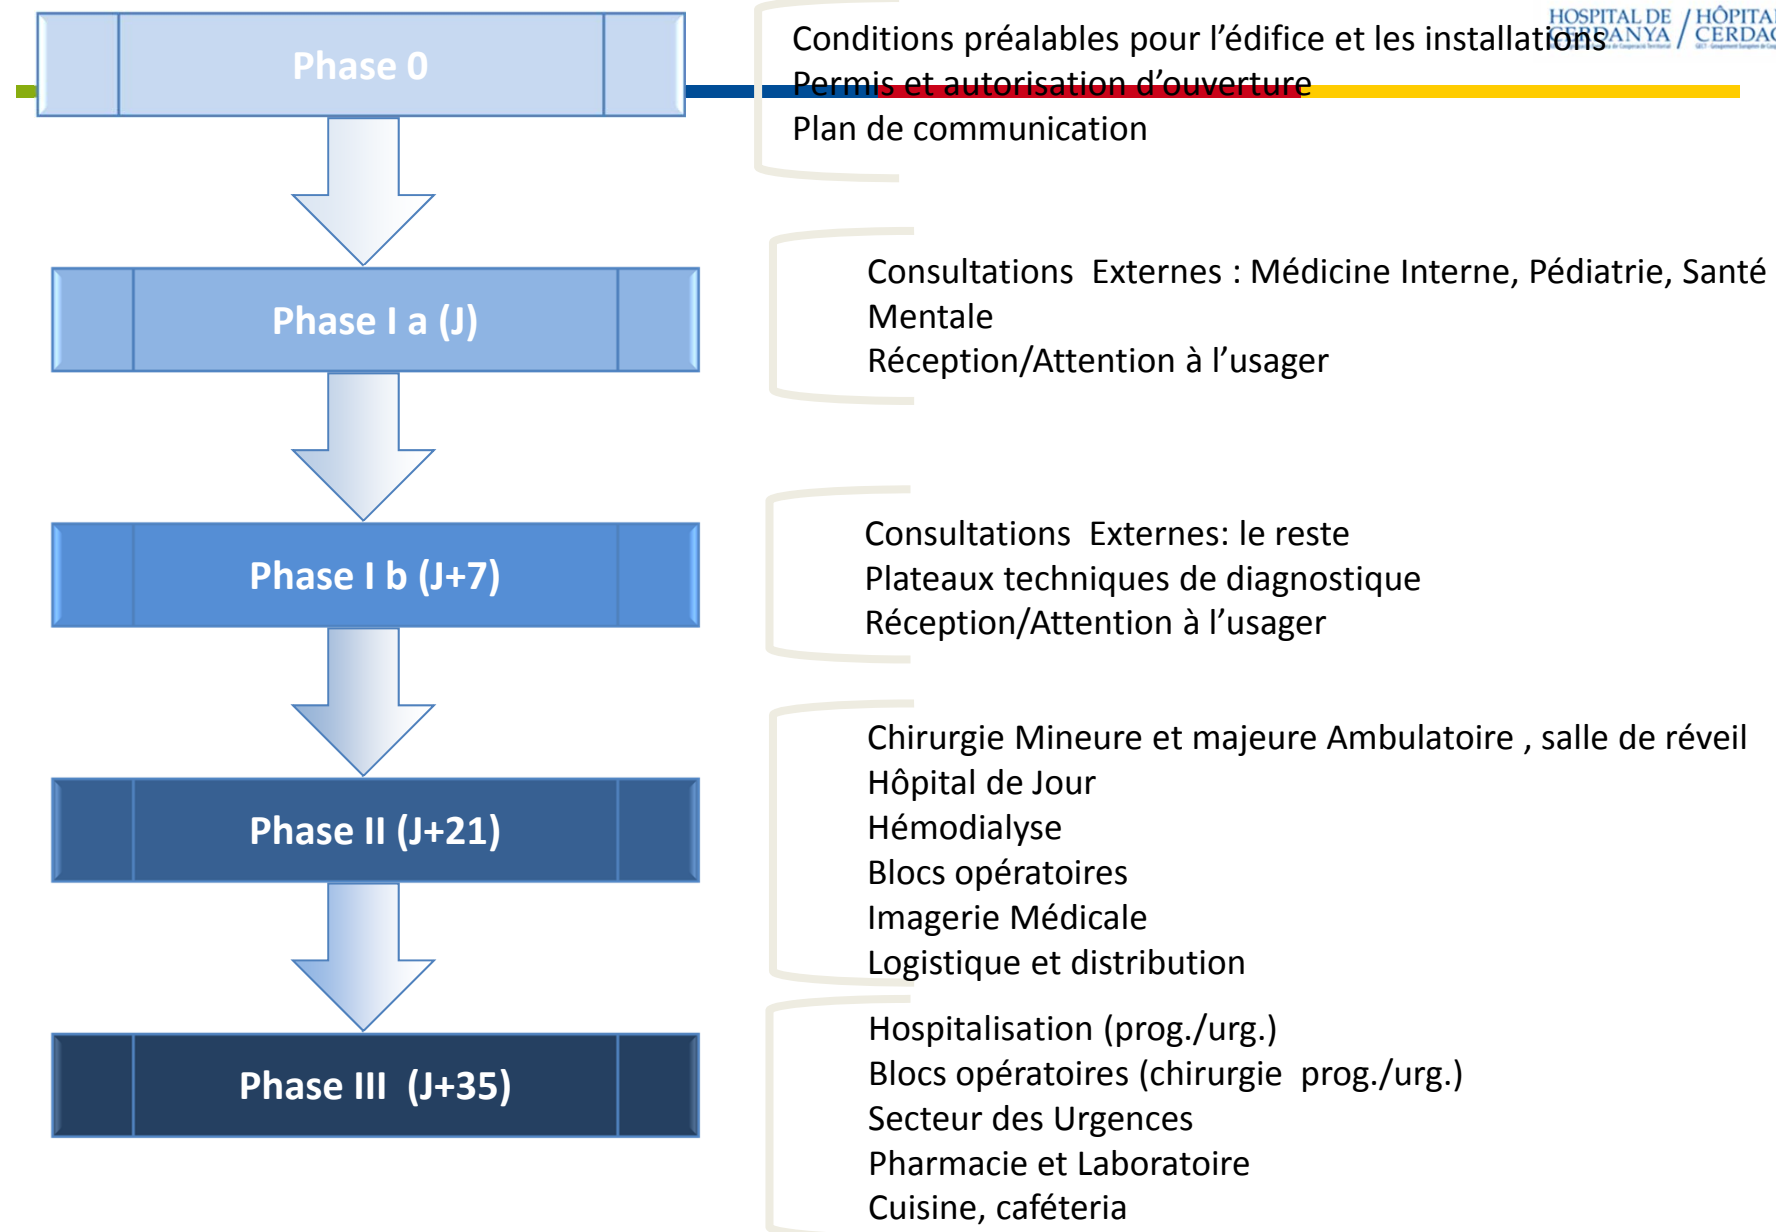 HOSPITAL DE / HÔPITAL
CERDANYA / CERDAG
Phase 0
Conditions préalables pour l’édifice et les installations
Permis et autorisation d’ouverture
Plan de communication
Phase I a (J)
Consultations Externes : Médicine Interne, Pédiatrie, Santé
Mentale
Réception/Attention à l’usager
Phase I b (J+7)
Consultations Externes: le reste
Plateaux techniques de diagnostique
Réception/Attention à l’usager
Phase II (J+21)
Chirurgie Mineure et majeure Ambulatoire , salle de réveil
Hôpital de Jour
Hémodialyse
Blocs opératoires
Imagerie Médicale
Logistique et distribution
Phase III (J+35)
Hospitalisation (prog./urg.)
Blocs opératoires (chirurgie prog./urg.)
Secteur des Urgences
Pharmacie et Laboratoire
Cuisine, caféteria